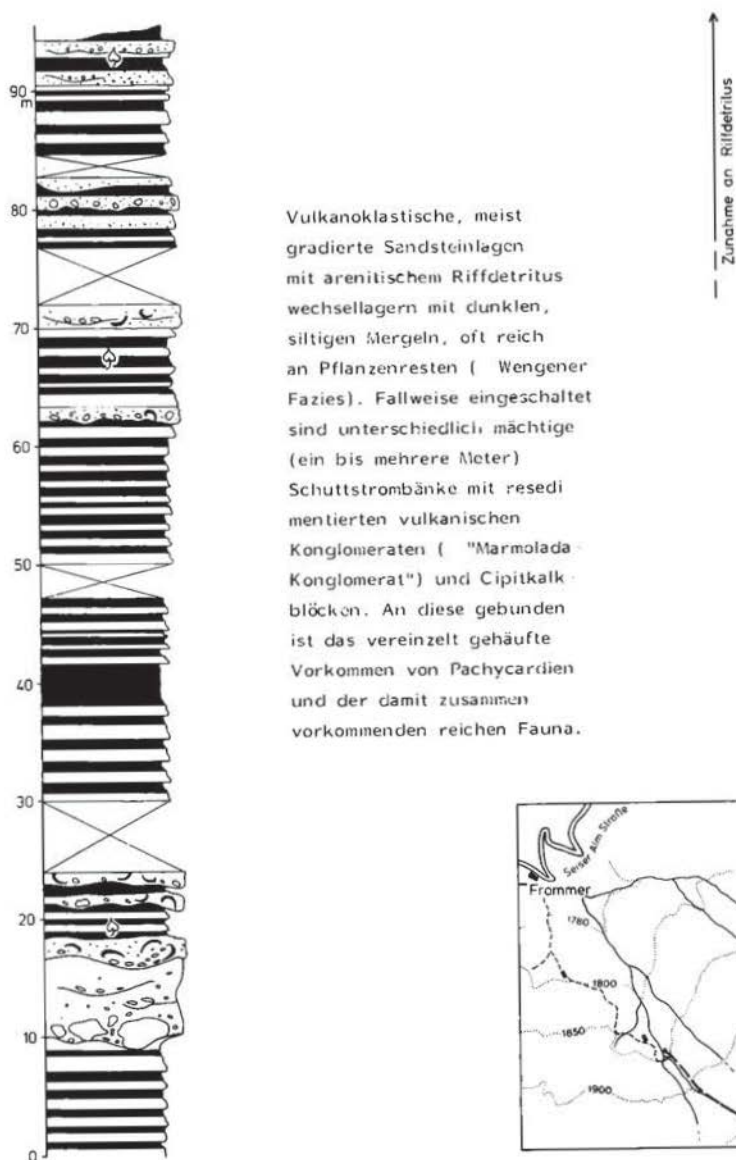 90
m
80
70
60
50
40
30
20
10
0
Vulkanoklastische, meist
gradierte Sandsteinlagen
mit arenitischem Riffdetritus
wechsellagern mit dunklen,
siltigen Mergeln, oft reich
an Pflanzenresten ( Wengener
Fazies). Fallweise eingeschaltet
sind unterschiedlich mächtige
(ein bis mehrere Meter)
Schuttstrombänke mit resedi
mentierten vulkanischen
Konglomeraten ( "Marmolada
Konglomerat") und Cipitkalk
blöcken. An diese gebunden
ist das vereinzelt gehäufte
Vorkommen von Pachycardien
und der damit zusammen
vorkommenden reichen Fauna.
Zunahme an Riffdetritus
Seiser Alm Straße
Frommer
1780
1800
1850
1900